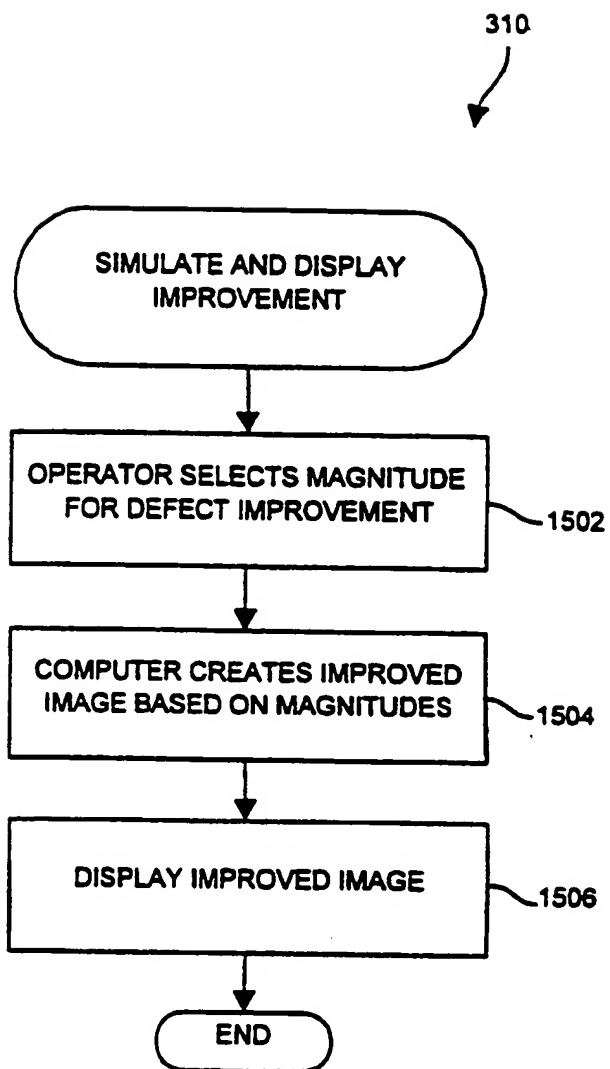 310
SIMULATE AND DISPLAY
IMPROVEMENT
OPERATOR SELECTS MAGNITUDE
FOR DEFECT IMPROVEMENT
1502
COMPUTER CREATES IMPROVED
IMAGE BASED ON MAGNITUDES
1504
DISPLAY IMPROVED IMAGE
1506
END